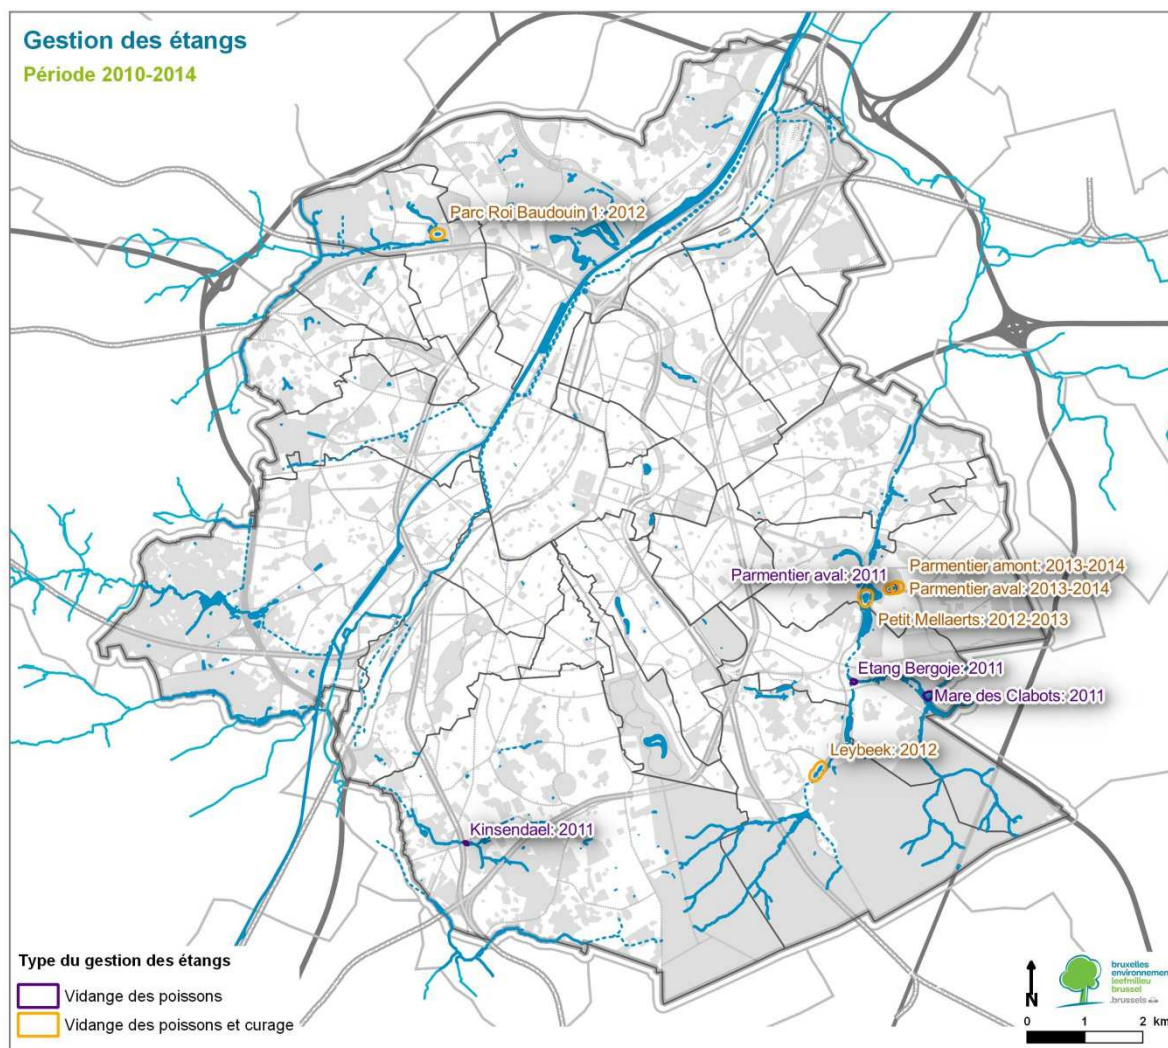 Gestion des étangs
Période 2010-2014
Parc Roi Baudouin 1: 2012
Parmentier aval: 2011
Parmentier amont: 2013-2014
Parmentier aval: 2013-2014
Petit Mellaerts: 2012-2013
Etang Bergoje: 2011
Mare des Clabots: 2011
Leybeek: 2012
Kinsendael: 2011
Type du gestion des étangs
Vidange des poissons
Vidange des poissons et curage
N
bruxelles
environnement
leefmilieu
brussel
.brussels
0 1 2 km